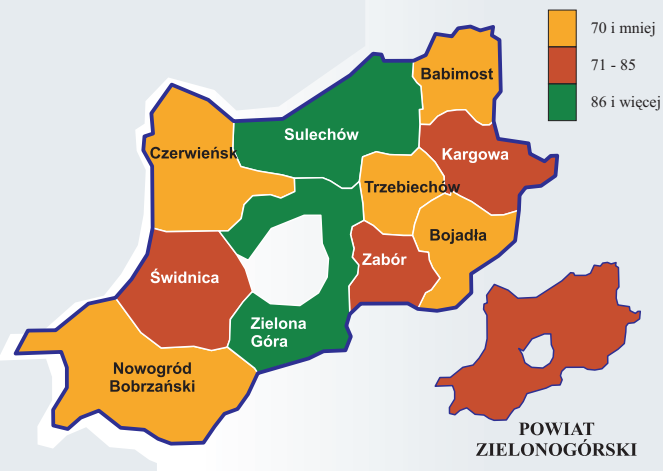 70 i mniej
71 - 85
86 i więcej
Babimost
Sulechów
Kargowa
Czerwieńsk
Trzebiechów
Bojadła
Zabór
Świdnica
Zielona
Góra
Nowogród
Bobrzański
POWIAT
ZIELONOGÓRSKI